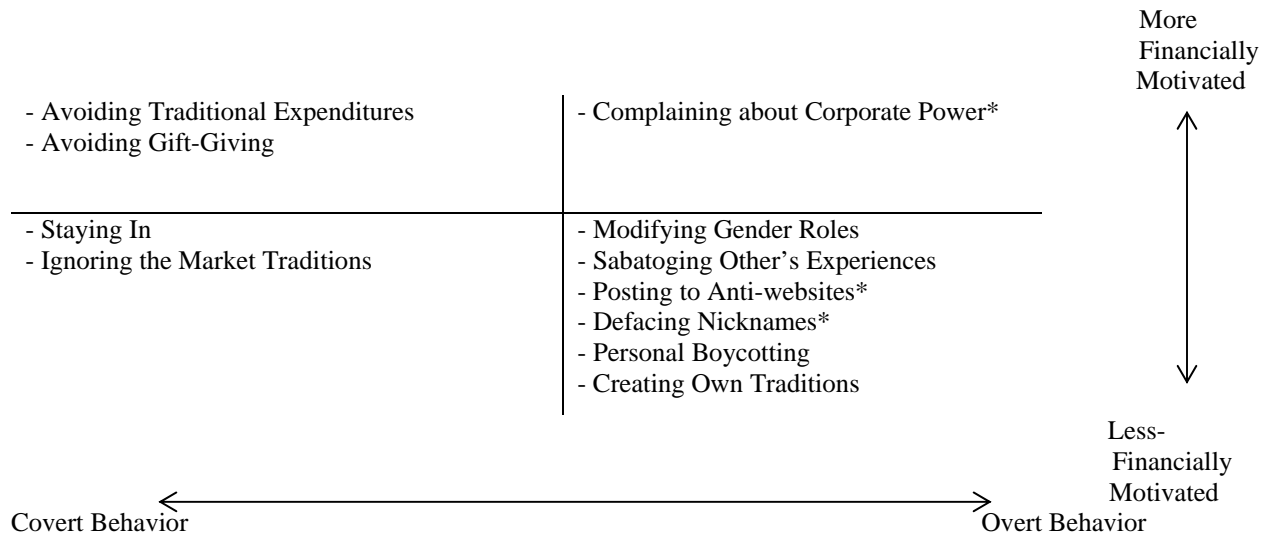 More
Financially
Motivated
- Avoiding Traditional Expenditures
- Avoiding Gift-Giving
- Complaining about Corporate Power*
- Staying In
- Ignoring the Market Traditions
- Modifying Gender Roles
- Sabatoging Other’s Experiences
- Posting to Anti-websites*
- Defacing Nicknames*
- Personal Boycotting
- Creating Own Traditions
Less-
Financially
Motivated
Covert Behavior
Overt Behavior